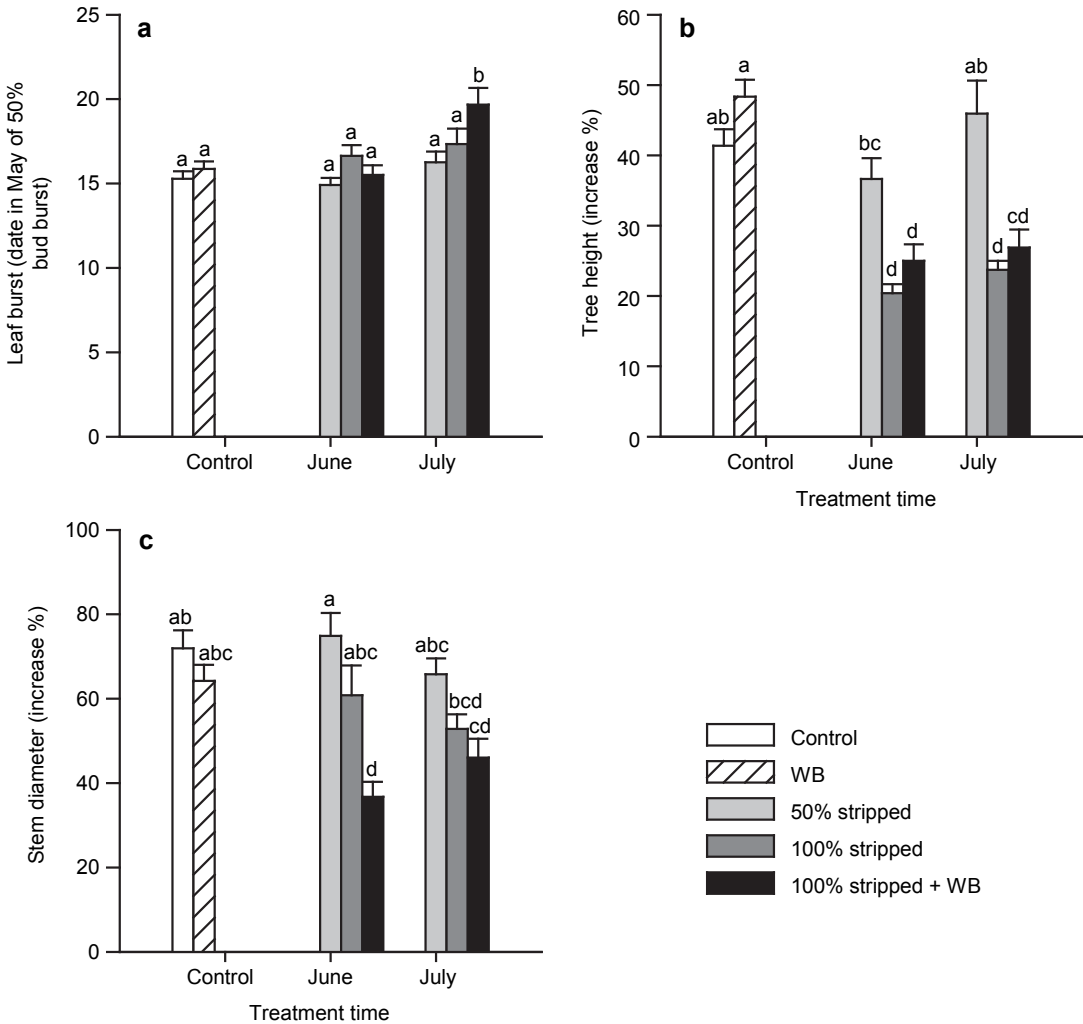 a
Leaf burst (date in May of 50%
bud burst)
25
20
15
10
5
0
a
a
a
a
a
a
a
b
Control
June
July
b
Tree height (increase %)
60
50
40
30
20
10
0
ab
a
bc
d
d
ab
d
cd
Control
June
July
Treatment time
c
Stem diameter (increase %)
100
80
60
40
20
0
ab
abc
a
abc
d
abc
bcd
cd
Control
June
July
Treatment time
Control
WB
50% stripped
100% stripped
100% stripped + WB